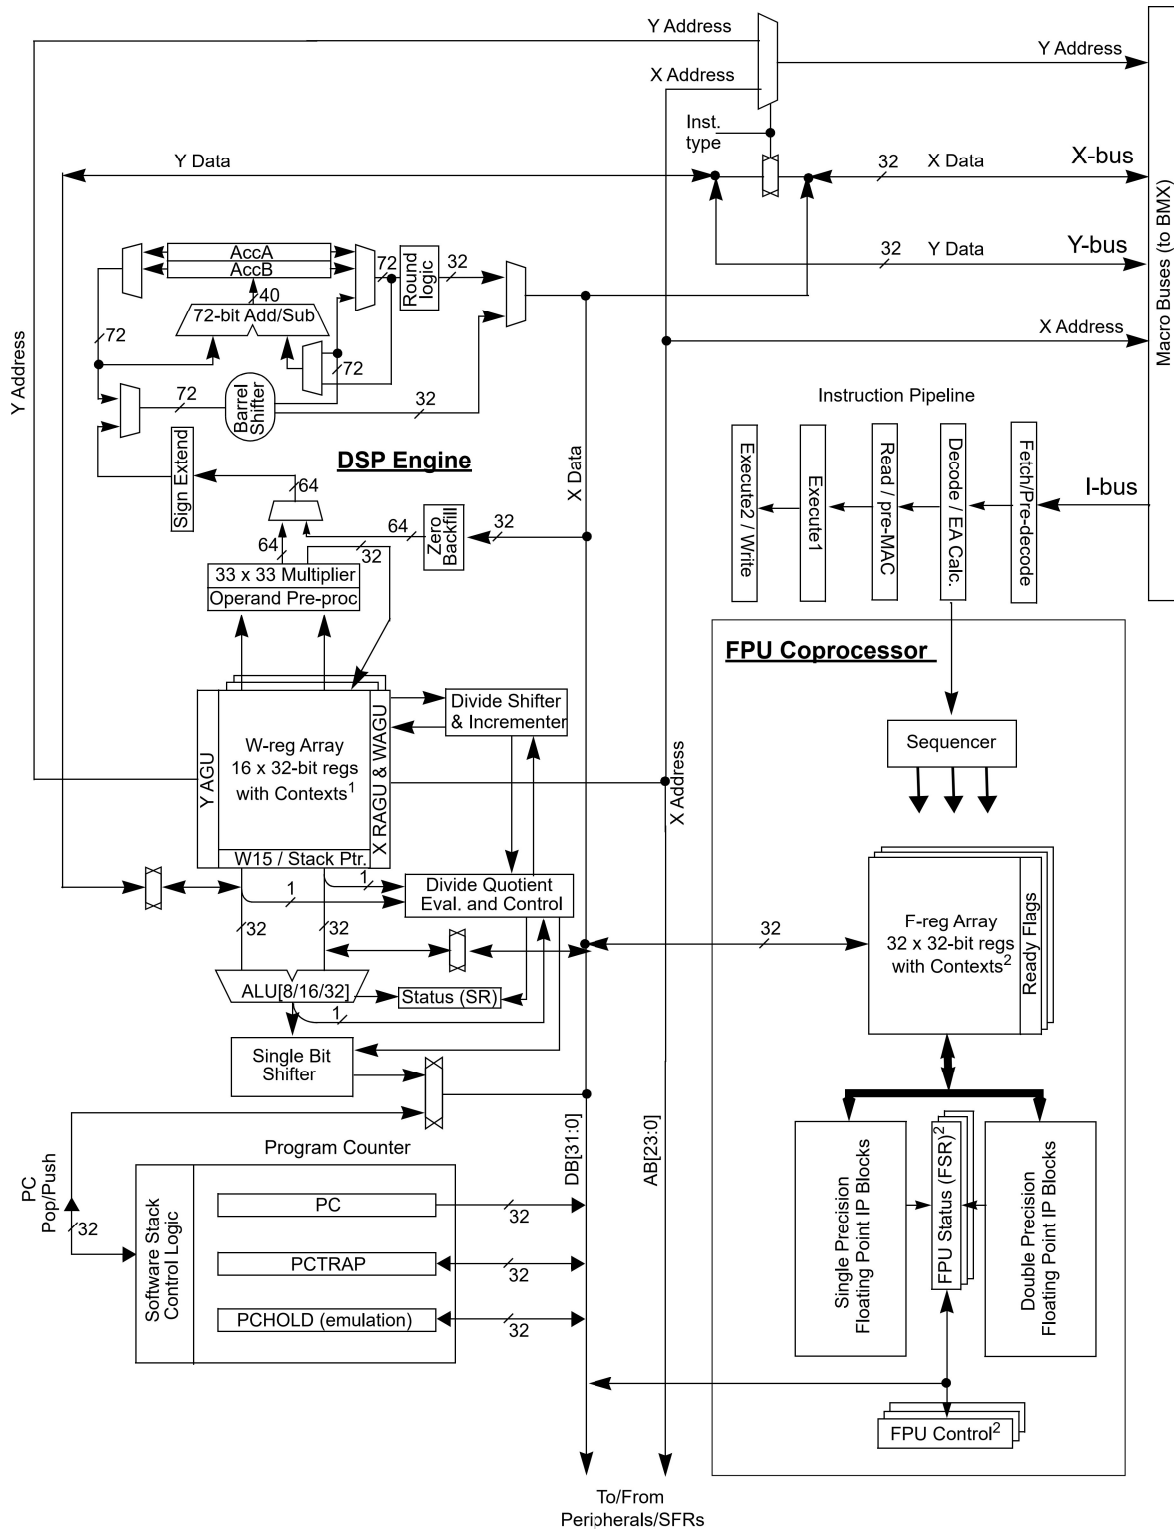 Y Address
X Address
Y Address
Inst.
type
Y Data
32
X Data
X-bus
32
Y Data
Y-bus
Macro Buses (to BMX)
X Address
AccA
AccB
72
Round
logic
32
40
72-bit Add/Sub
72
72
72
Barrel
Shifter
32
Y Address
Sign Extend
DSP Engine
X Data
64
64
Zero
Backfill
32
64
32
33 x 33 Multiplier
Operand Pre-proc
Instruction Pipeline
Execute2 / Write
Execute1
Read / pre-MAC
Decode / EA Calc.
Fetch/Pre-decode
I-bus
FPU Coprocessor
Y AGU
W-reg Array
16 x 32-bit regs
with Contexts1
X RAGU & WAGU
Divide Shifter
& Incrementer
X Address
Sequencer
W15 / Stack Ptr.
1
1
Divide Quotient
Eval. and Control
32
32
32
F-reg Array
32 x 32-bit regs
with Contexts2
Ready Flags
ALU[8/16/32]
Status (SR)
1
Single Bit
Shifter
DB[31:0]
AB[23:0]
PC
Pop/Push
32
Program Counter
Software Stack
Control Logic
PC
32
PCTRAP
32
PCHOLD (emulation)
32
Single Precision
Floating Point IP Blocks
FPU Status (FSR)2
Double Precision
Floating Point IP Blocks
FPU Control2
To/From
Peripherals/SFRs